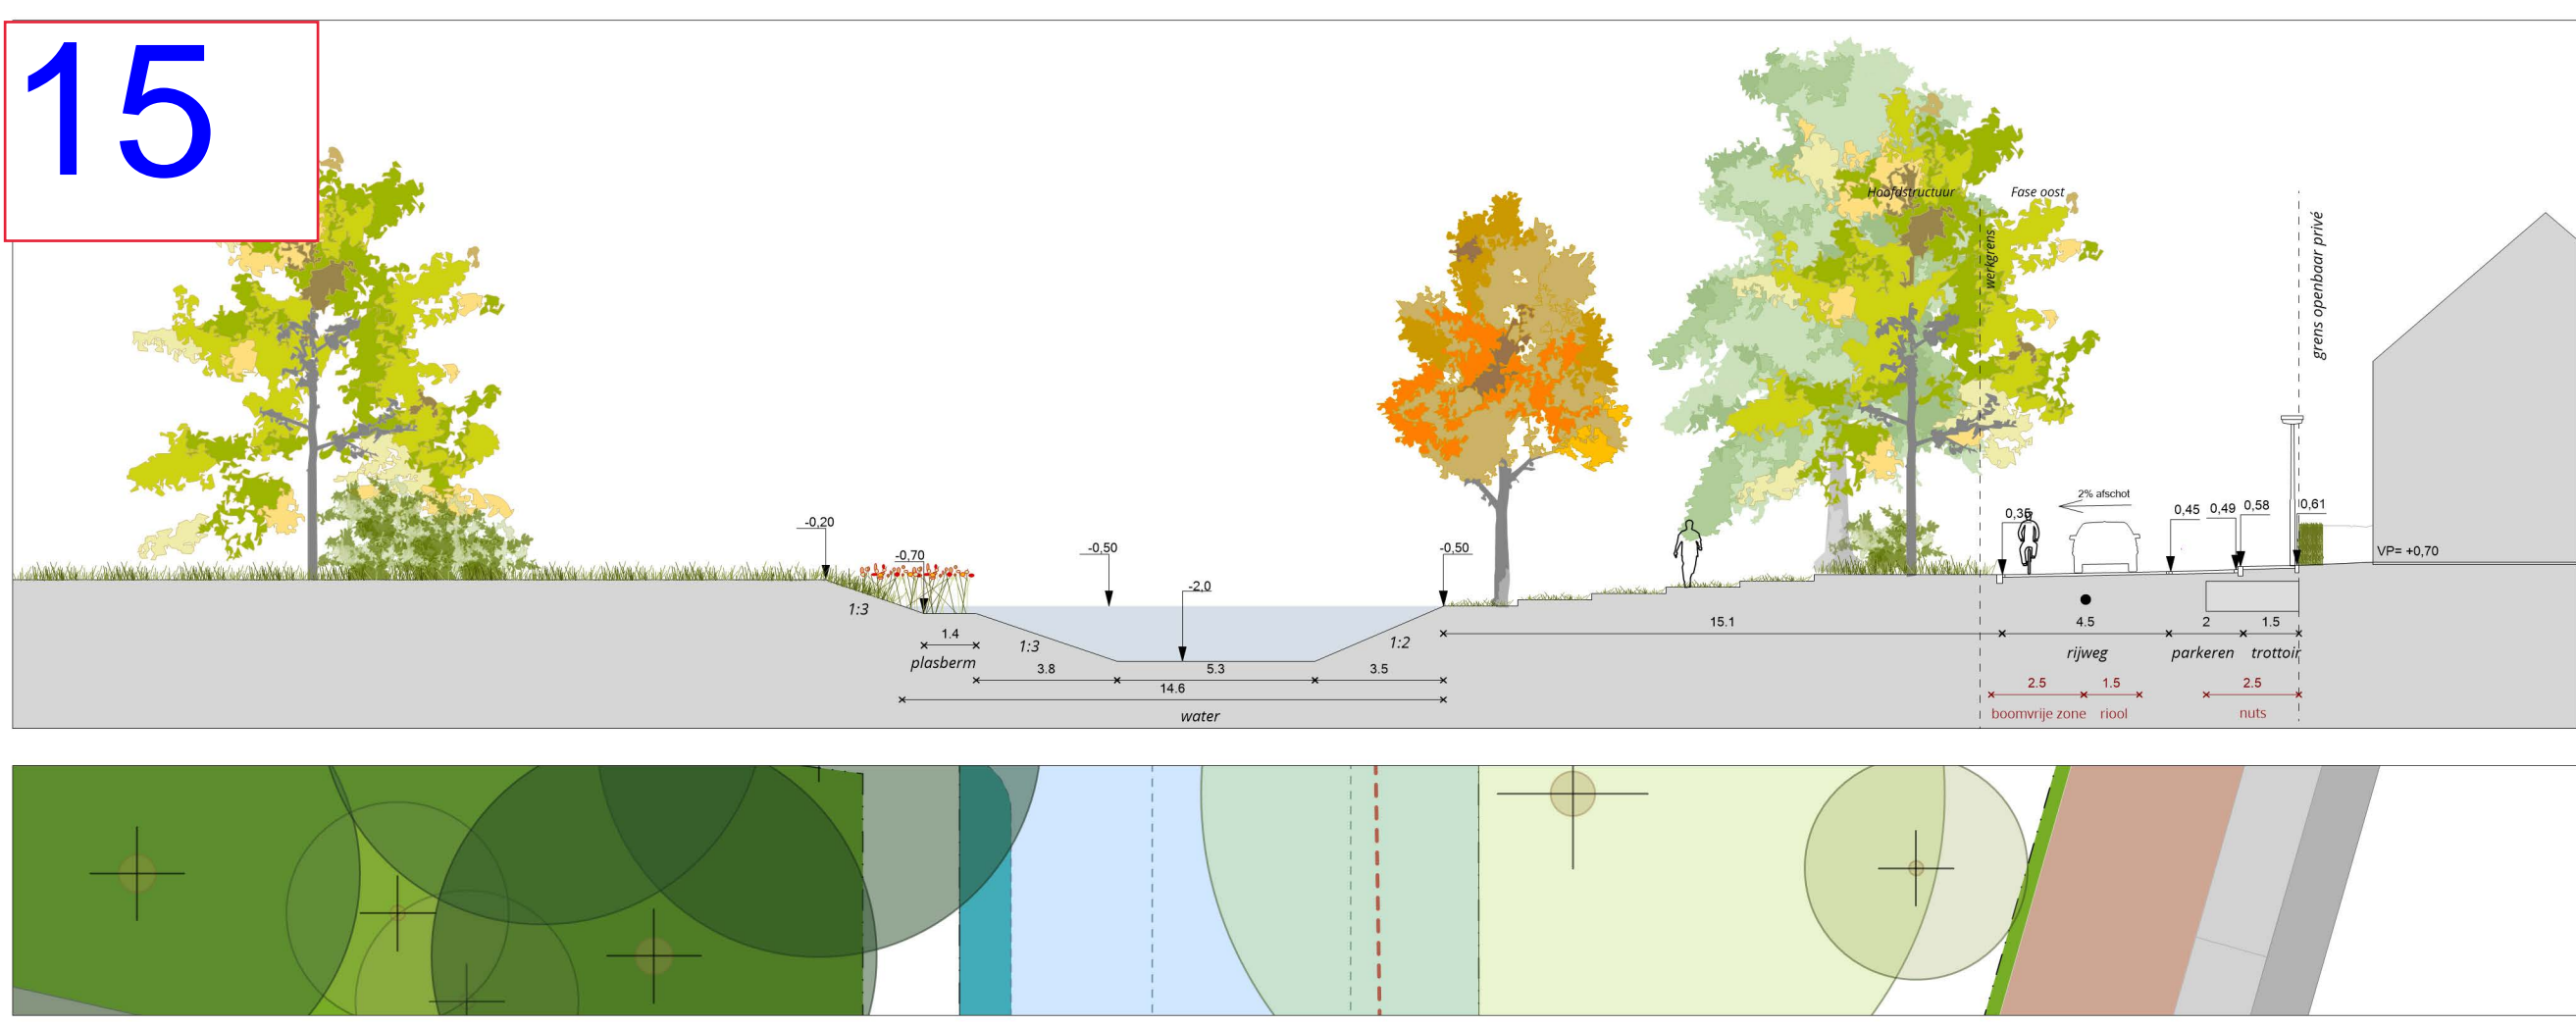 15
Hoofdstructuur
Fase oost
werkgrens
grens openbaar privé
2% afschot
-0,20
-0,70
-0,50
-2,0
-0,50
0,35
0,45
0,49
0,58
0,61
VP= +0,70
1:3
1:3
1:2
1.4
plasberm
3.8
5.3
3.5
14.6
water
15.1
4.5
2
1.5
rijweg
parkeren
trottoir
2.5
1.5
2.5
boomvrije zone
riool
nuts